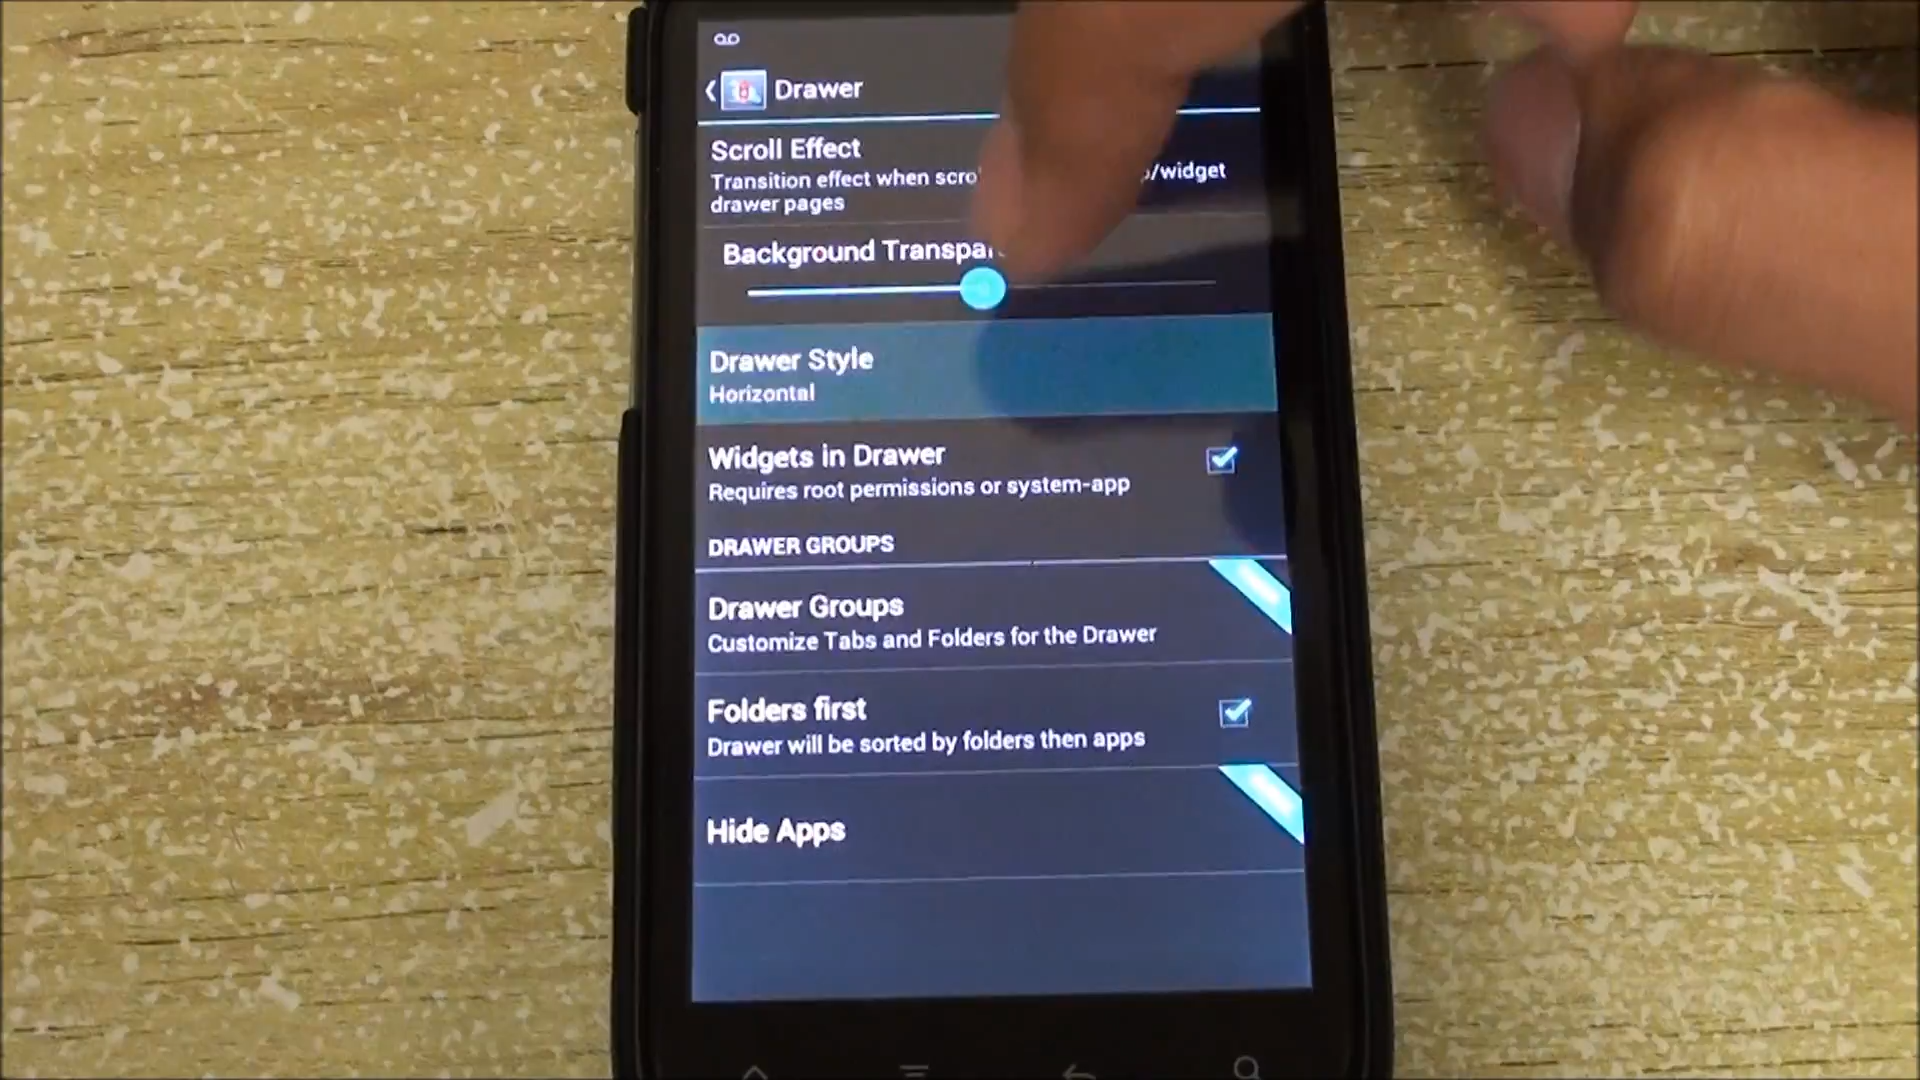 Drawer
Scroll Effect
Transition effect when /widget
drawer pages
Background
Drawer Style
Horizontal
Widgets in Drawer
Requires root permissions or system-app
DRAWER GROUPS
Drawer Groups
Customize Tabs and Folders for the Drawer
Folders first
Drawer will be sorted by folders then apps
Hide Apps